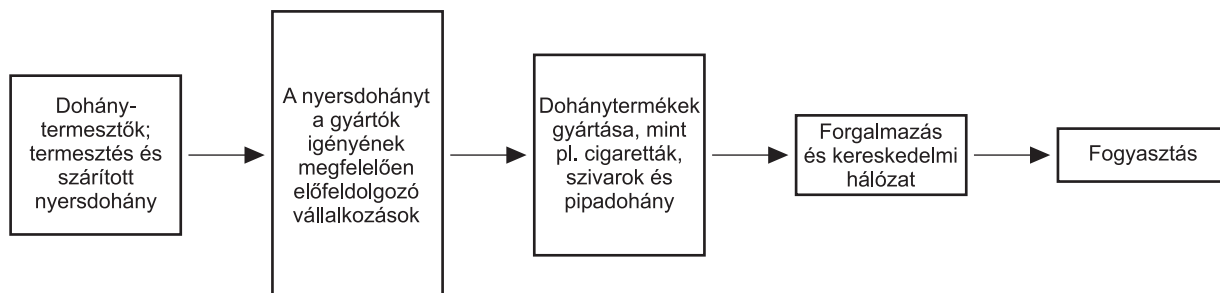 Dohány-
termesztők;
termesztés és
szárított
nyersdohány
A nyersdohányt
a gyártók
igényének
megfelelően
előfeldolgozó
vállalkozások
Dohánytermékek
gyártása, mint
pl. cigaretták,
szivarok és
pipadohány
Forgalmazás
és kereskedelmi
hálózat
Fogyasztás